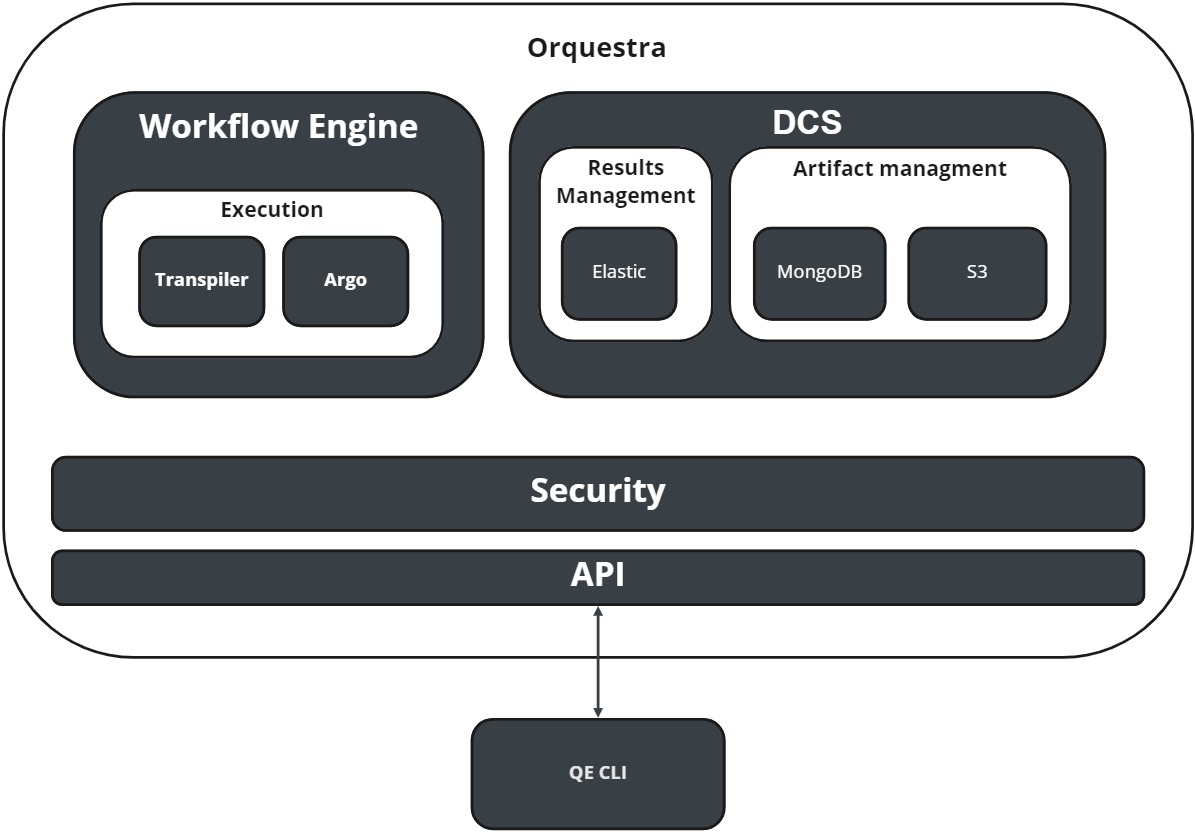 Orquestra
Workflow Engine
Execution
Transpiler
Argo
DCS
Results
Management
Elastic
Artifact managment
MongoDB
S3
Security
API
QE CLI